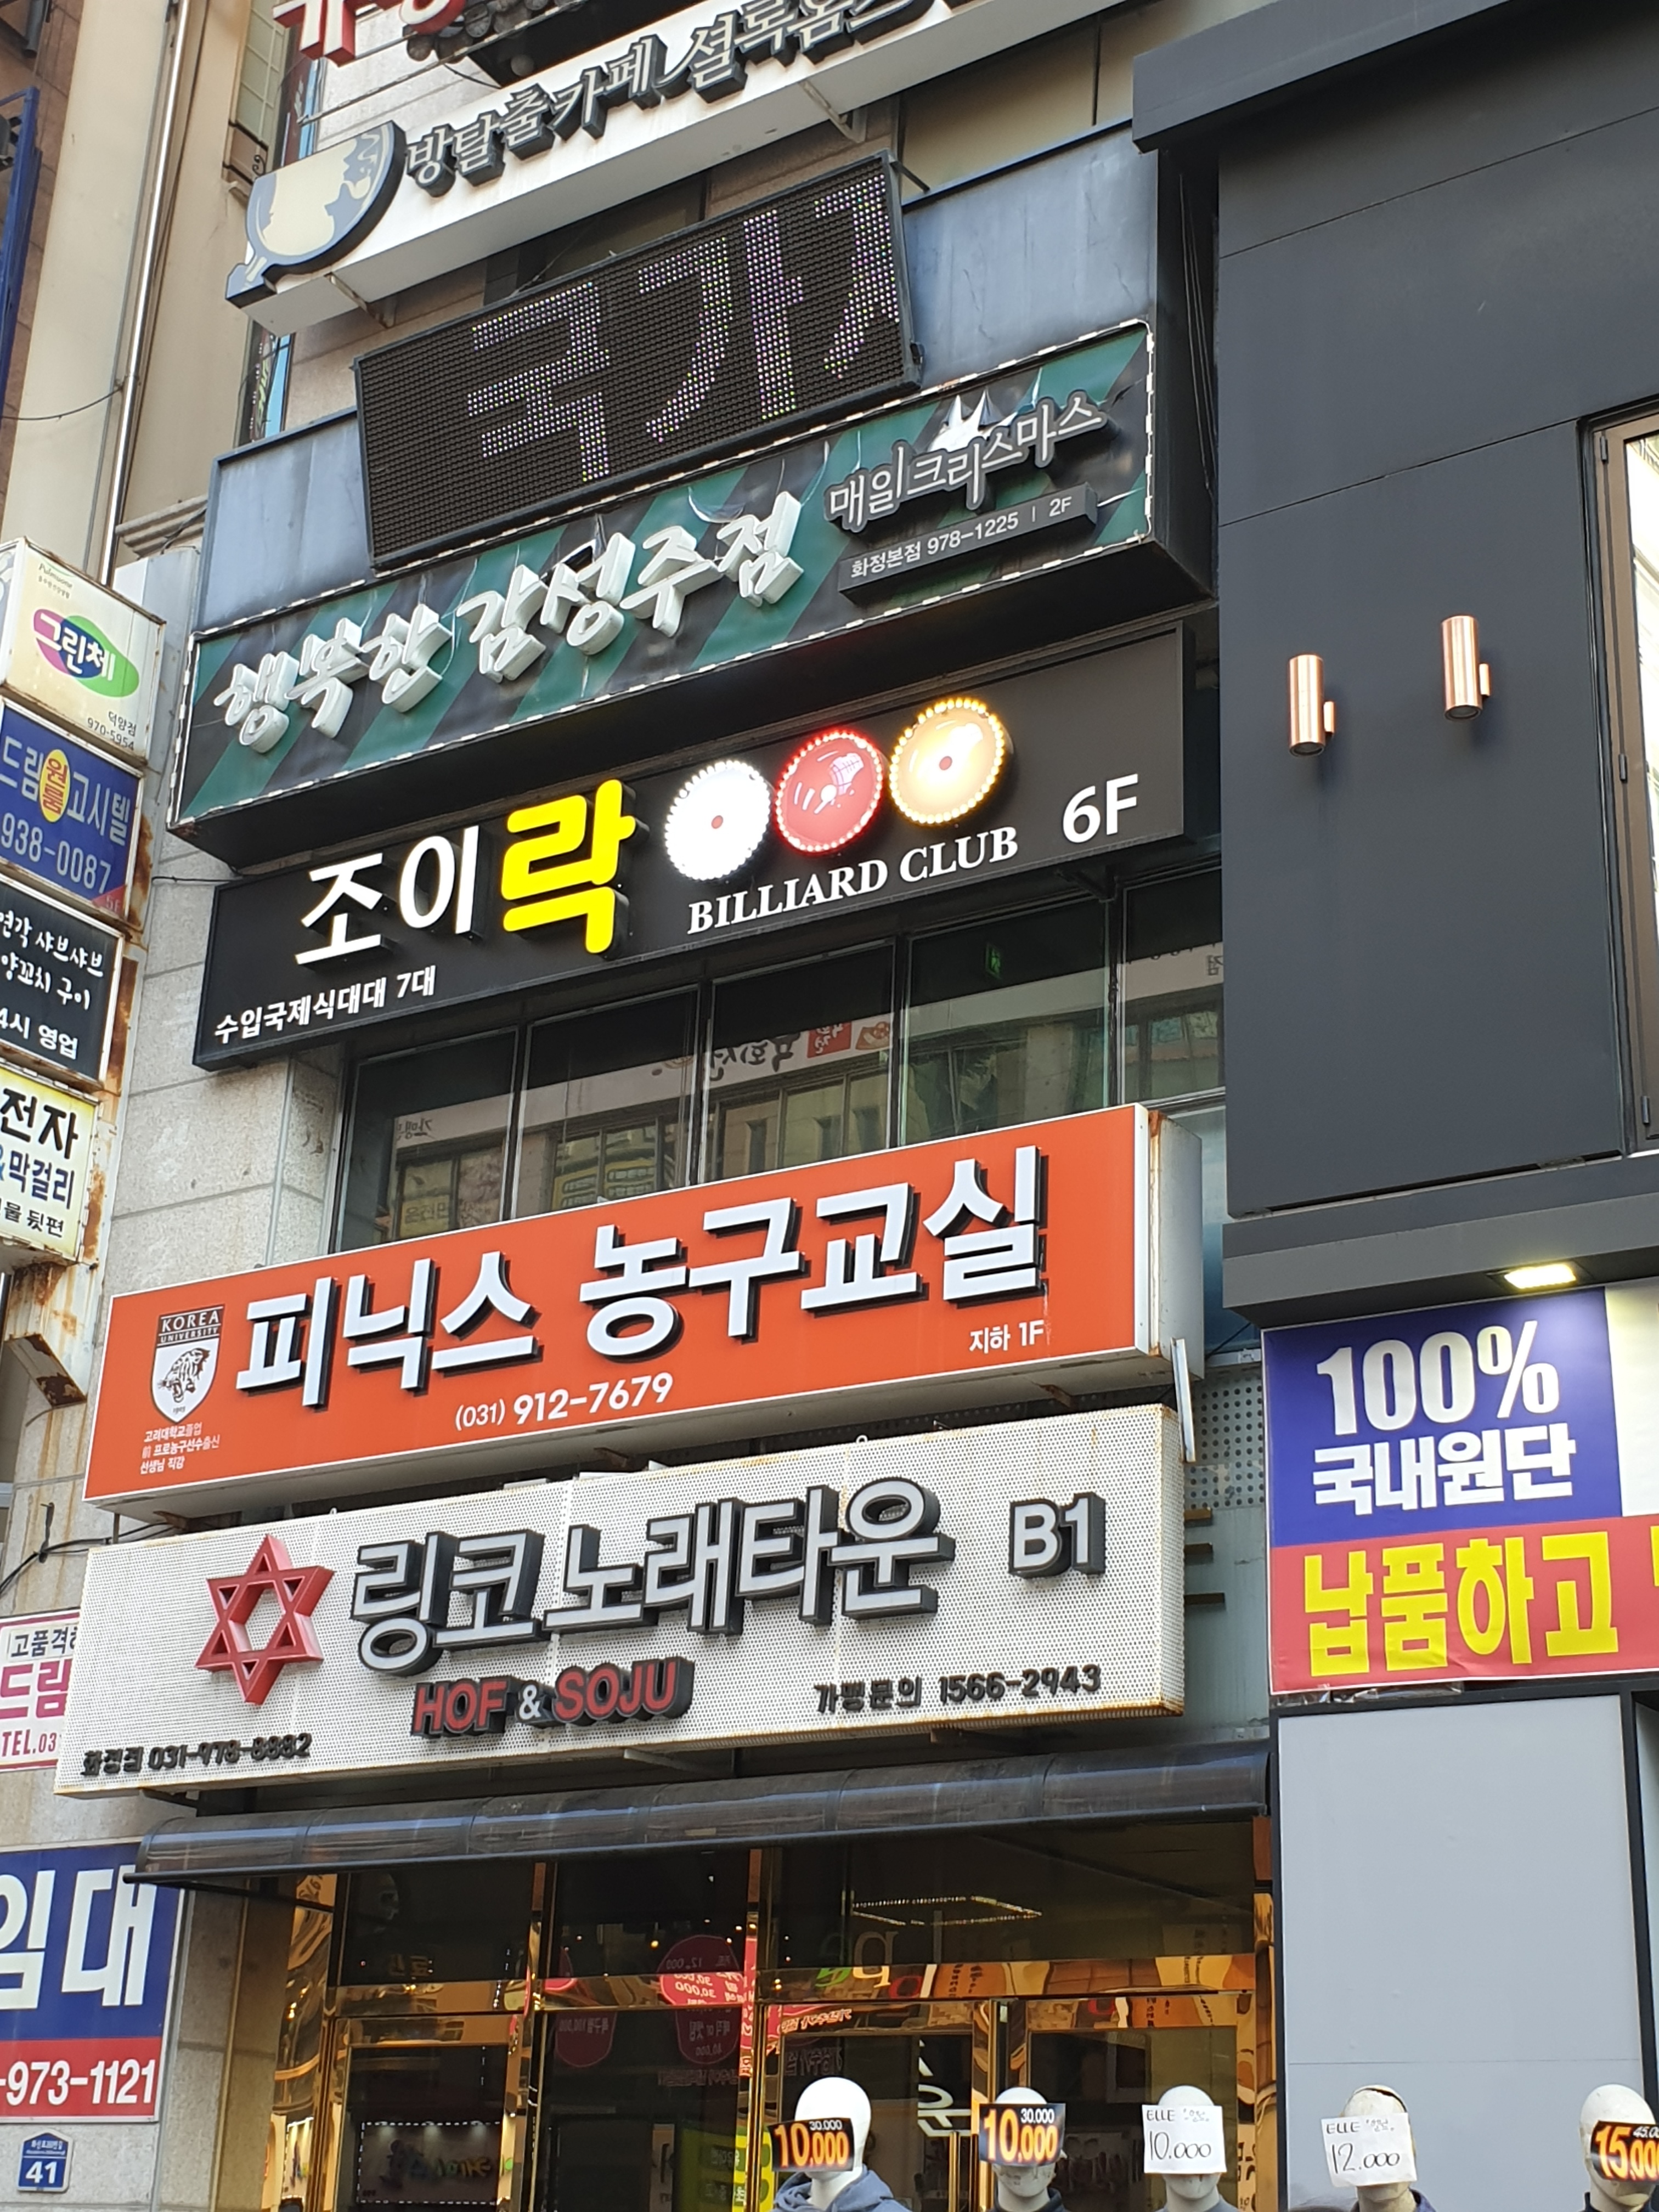 방탈출카페 셜록홈즈
국가
행복한 감성주점
매일크리스마스
화정본점 978-1225 | 2F
그린체
덕양점
970-5954
드림 원룸 고시텔
938-0087
5F
조이락
BILLIARD CLUB
6F
수입국제식대대 7대
샤브샤브
양꼬치 구이
4시 영업
전자
막걸리
뒷편
피닉스 농구교실
KOREA
UNIVERSITY
고려대학교졸업
前 프로농구선수출신
선생님 직강
(031) 912-7679
지하 1F
100%
국내원단
납품하고
링코노래타운 B1
HOF & SOJU
가맹문의 1566-2943
화정점 031-978-8882
고품격
드림
TEL.03
임대
-973-1121
41
30.000
10.000
30.000
10.000
ELLE
10.000
ELLE
12.000
15.000